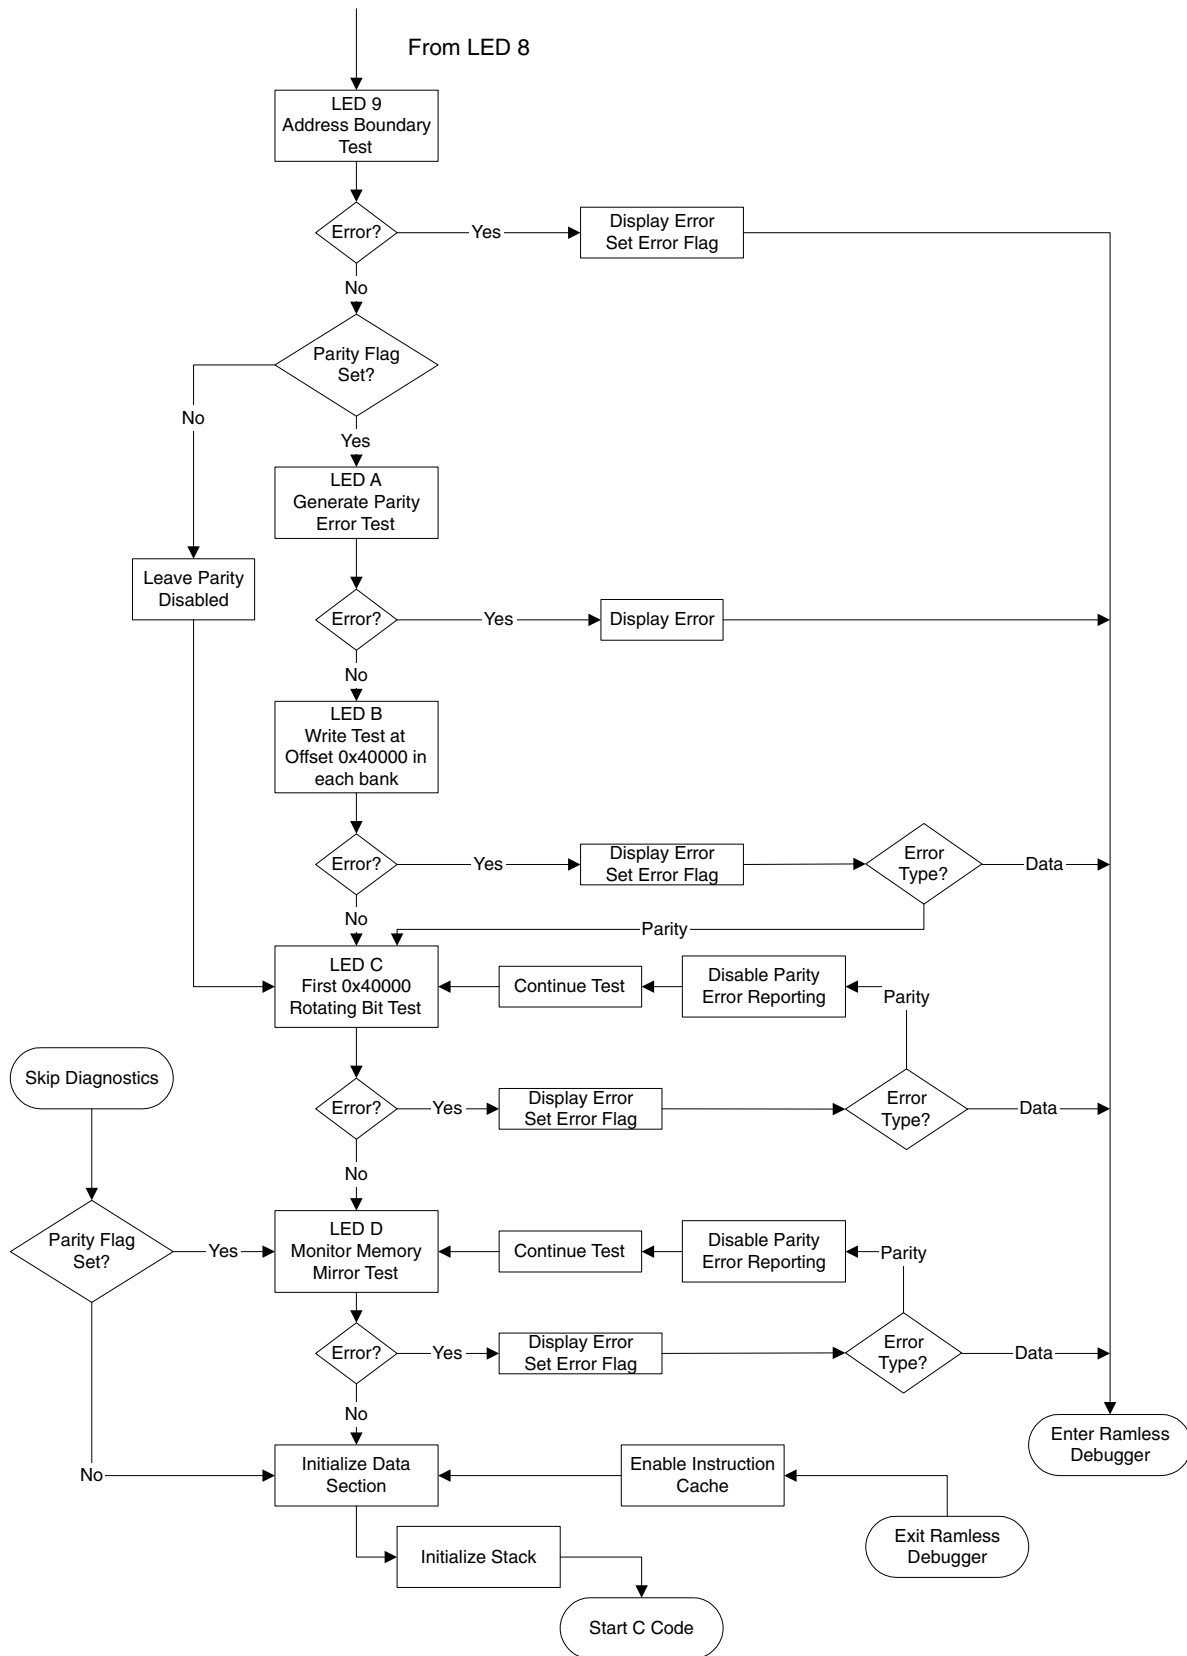 From LED 8
LED 9
Address Boundary
Test
Error?
Yes
Display Error
Set Error Flag
No
Parity Flag
Set?
No
Yes
LED A
Generate Parity
Error Test
Leave Parity
Disabled
Error?
Yes
Display Error
No
LED B
Write Test at
Offset 0x40000 in
each bank
Error?
Yes
Display Error
Set Error Flag
Error
Type?
Data
No
Parity
LED C
First 0x40000
Rotating Bit Test
Continue Test
Disable Parity
Error Reporting
Parity
Skip Diagnostics
Error?
Yes
Display Error
Set Error Flag
Error
Type?
Data
No
Parity Flag
Set?
Yes
LED D
Monitor Memory
Mirror Test
Continue Test
Disable Parity
Error Reporting
Parity
Error?
Yes
Display Error
Set Error Flag
Error
Type?
Data
No
Enter Ramless
Debugger
No
Initialize Data
Section
Enable Instruction
Cache
Exit Ramless
Debugger
Initialize Stack
Start C Code